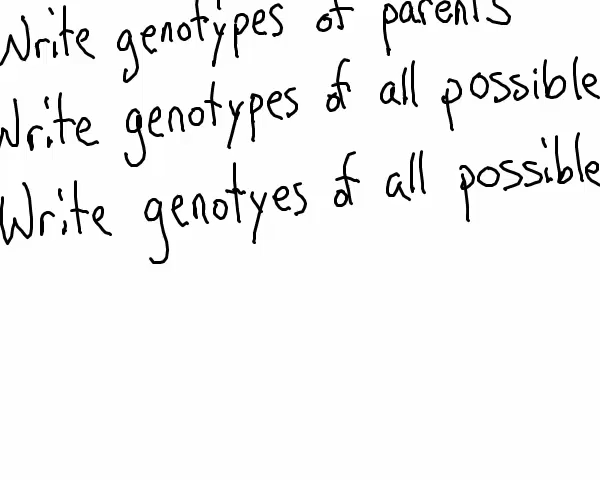 Write genotypes of parents
Write genotypes of all possible
Write genotyes of all possible